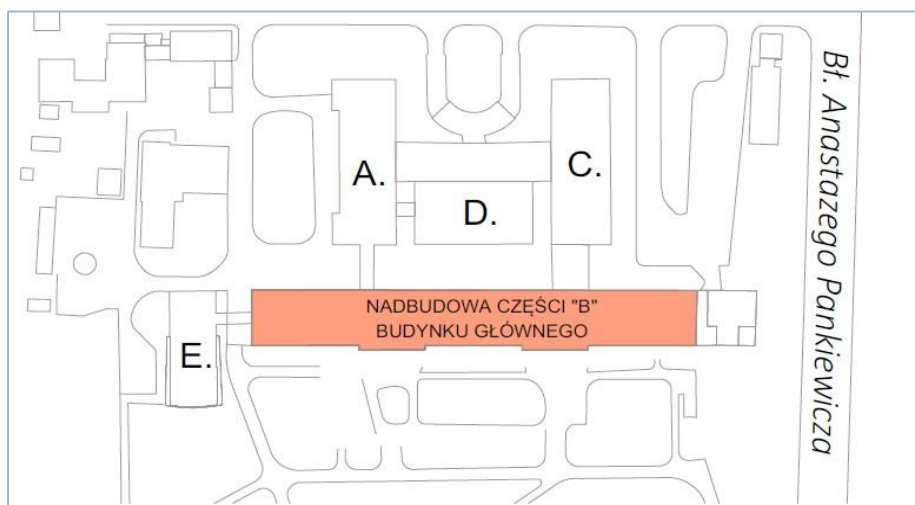 A.
C.
D.
NADBUDOWA CZĘŚCI "B"
BUDYNKU GŁÓWNEGO
E.
Bł. Anastazego Pankiewicza